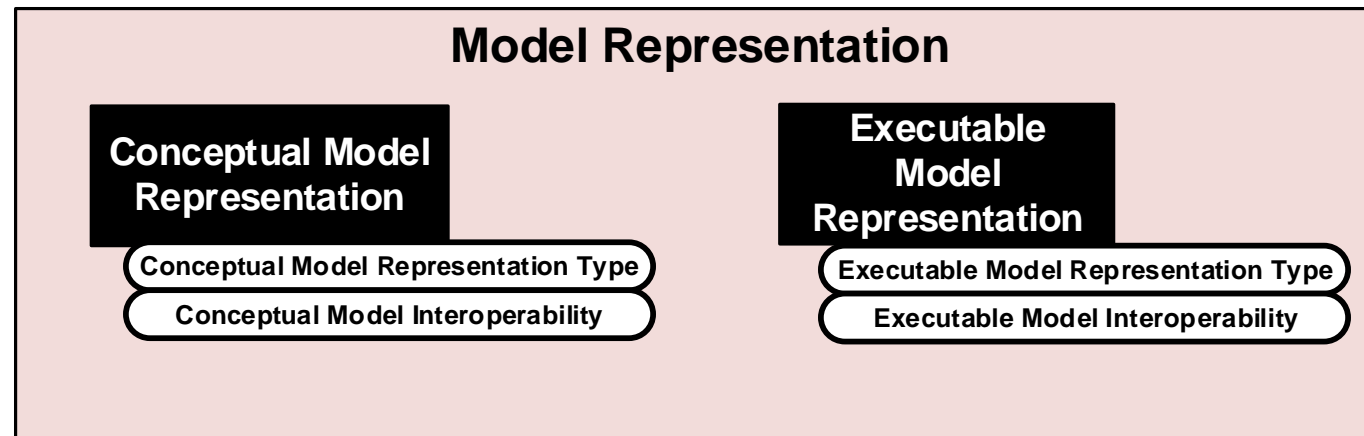 Model Representation
Conceptual Model
Representation
Conceptual Model Representation Type
Conceptual Model Interoperability
Executable
Model
Representation
Executable Model Representation Type
Executable Model Interoperability